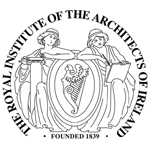 THE ROYAL INSTITUTE OF THE ARCHITECTS OF IRELAND
· FOUNDED 1839 ·